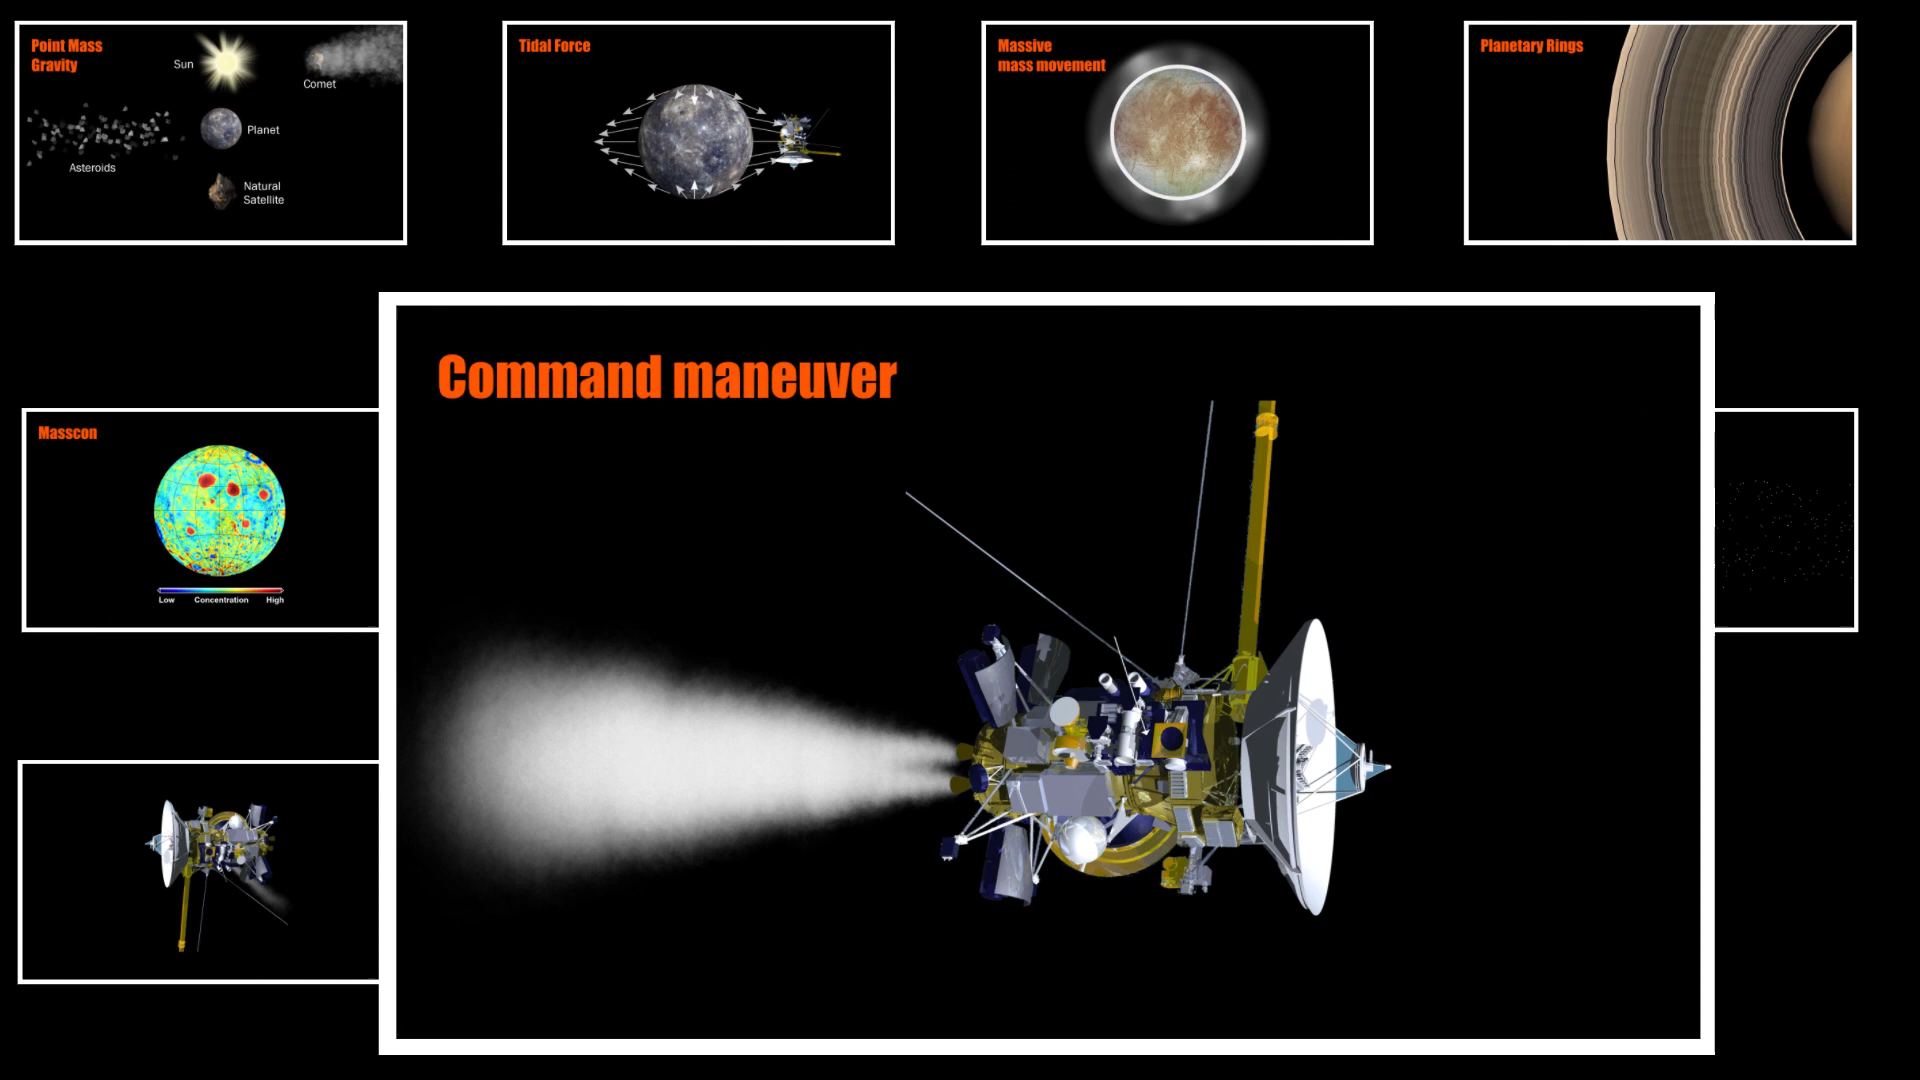 Point Mass
Gravity
Sun
Comet
Planet
Asteroids
Natural
Satellite
Tidal Force
Massive
mass movement
Planetary Rings
Command maneuver
Masscon
Low Concentration High